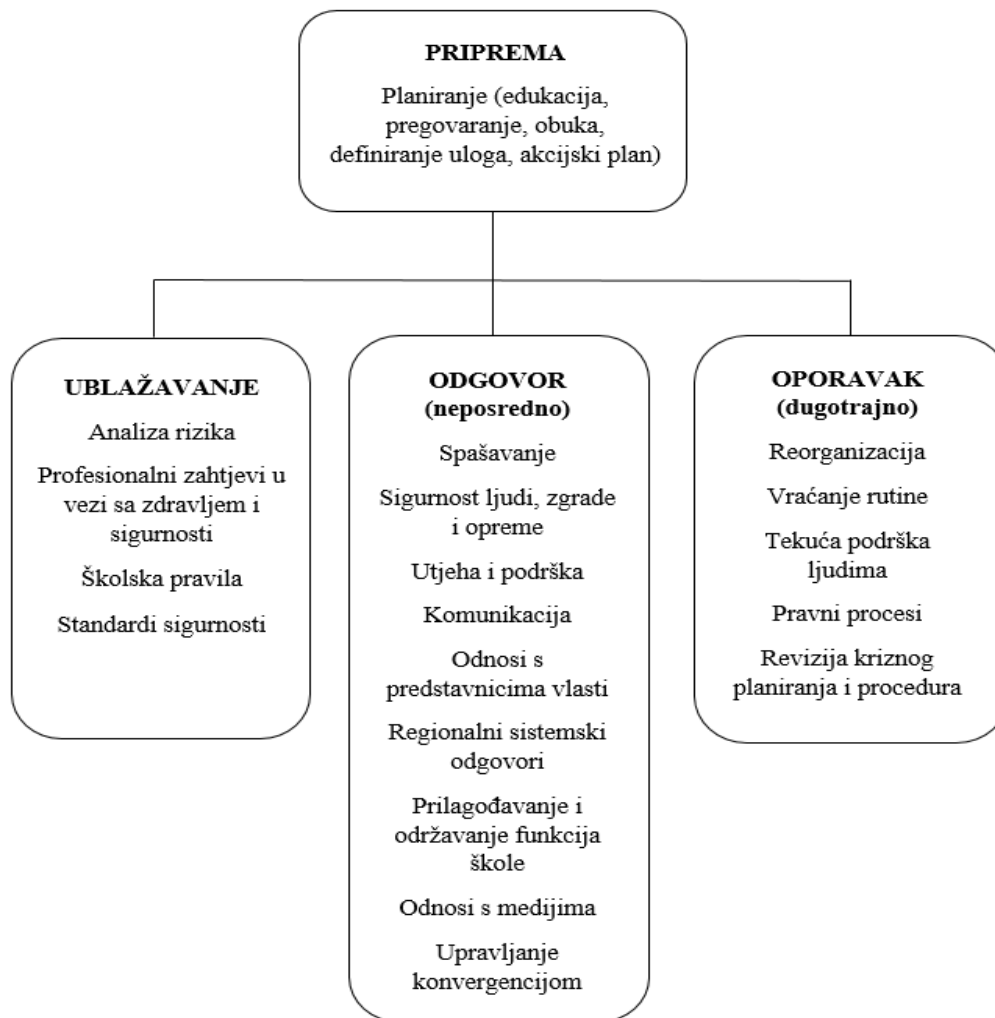 PRIPREMA
Planiranje (edukacija,
pregovaranje, obuka,
definiranje uloga, akcijski plan)
UBLAŽAVANJE
Analiza rizika
Profesionalni zahtjevi u
vezi sa zdravljem i
sigurnosti
Školska pravila
Standardi sigurnosti
ODGOVOR
(neposredno)
Spašavanje
Sigurnost ljudi, zgrade
i opreme
Utjeha i podrška
Komunikacija
Odnosi s
predstavnicima vlasti
Regionalni sistemski
odgovori
Prilagođavanje i
održavanje funkcija
škole
Odnosi s medijima
Upravljanje
konvergencijom
OPORAVAK
(dugotrajno)
Reorganizacija
Vraćanje rutine
Tekuća podrška
ljudima
Pravni procesi
Revizija kriznog
planiranja i procedura